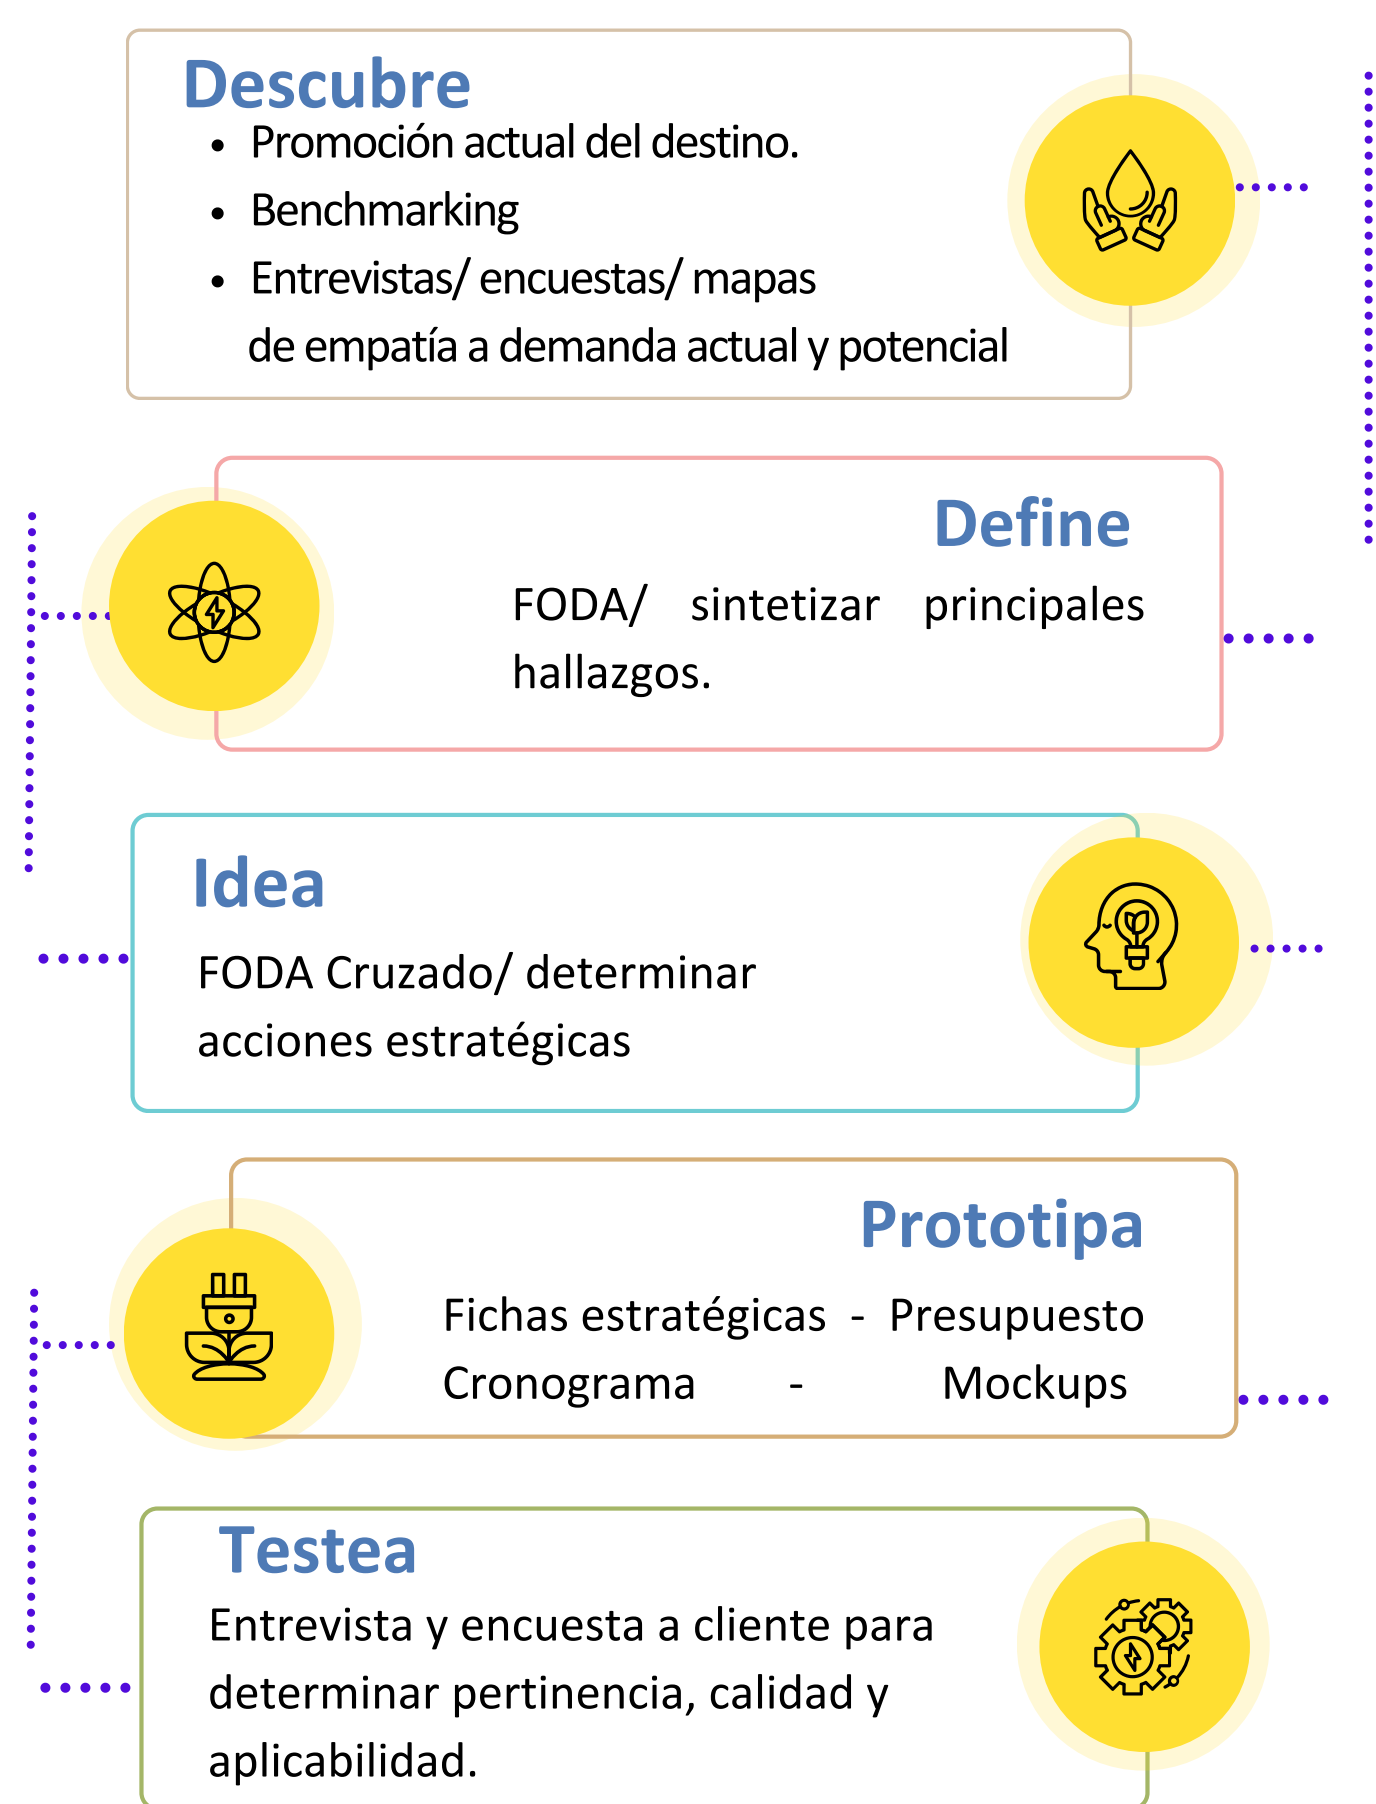 Descubre
• Promoción actual del destino.
• Benchmarking
• Entrevistas/ encuestas/ mapas
de empatía a demanda actual y potencial
Define
FODA/ sintetizar principales
hallazgos.
Idea
FODA Cruzado/ determinar
acciones estratégicas
Prototipa
Fichas estratégicas - Presupuesto
Cronograma - Mockups
Testea
Entrevista y encuesta a cliente para
determinar pertinencia, calidad y
aplicabilidad.